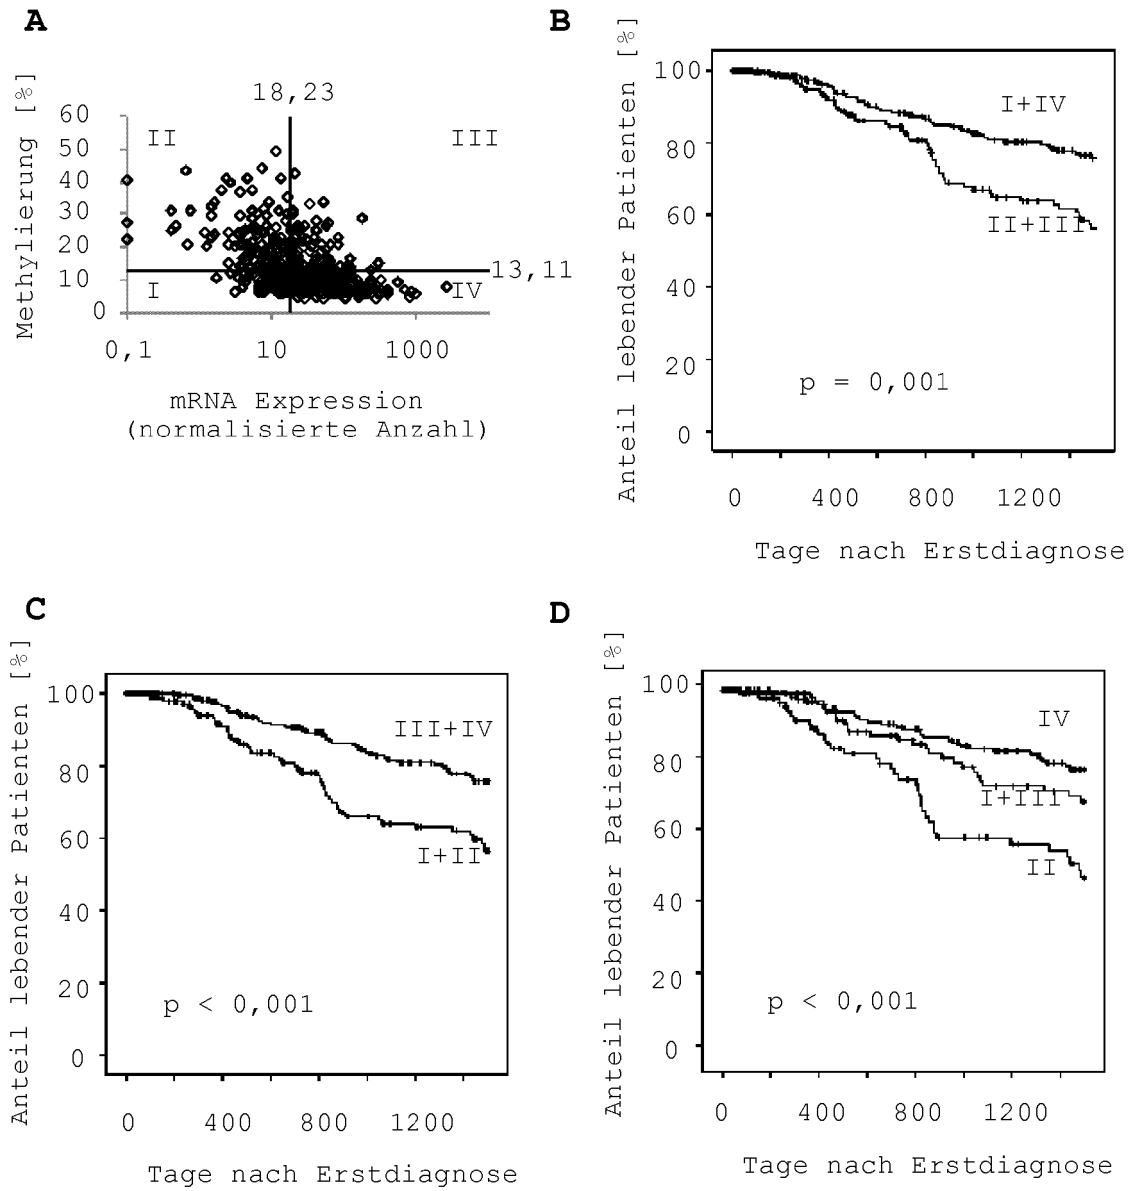 A
Methylierung [%]
18,23
60
50
40
30
20
10
0
II
III
I
IV
13,11
0,1
10
1000
mRNA Expression
(normalisierte Anzahl)
B
Anteil lebender Patienten [%]
100
80
60
40
20
0
I+IV
II+III
p = 0,001
0
400
800
1200
Tage nach Erstdiagnose
C
Anteil lebender Patienten [%]
100
80
60
40
20
0
III+IV
I+II
p < 0,001
0
400
800
1200
Tage nach Erstdiagnose
D
Anteil lebender Patienten [%]
100
80
60
40
20
0
IV
I+III
II
p < 0,001
0
400
800
1200
Tage nach Erstdiagnose